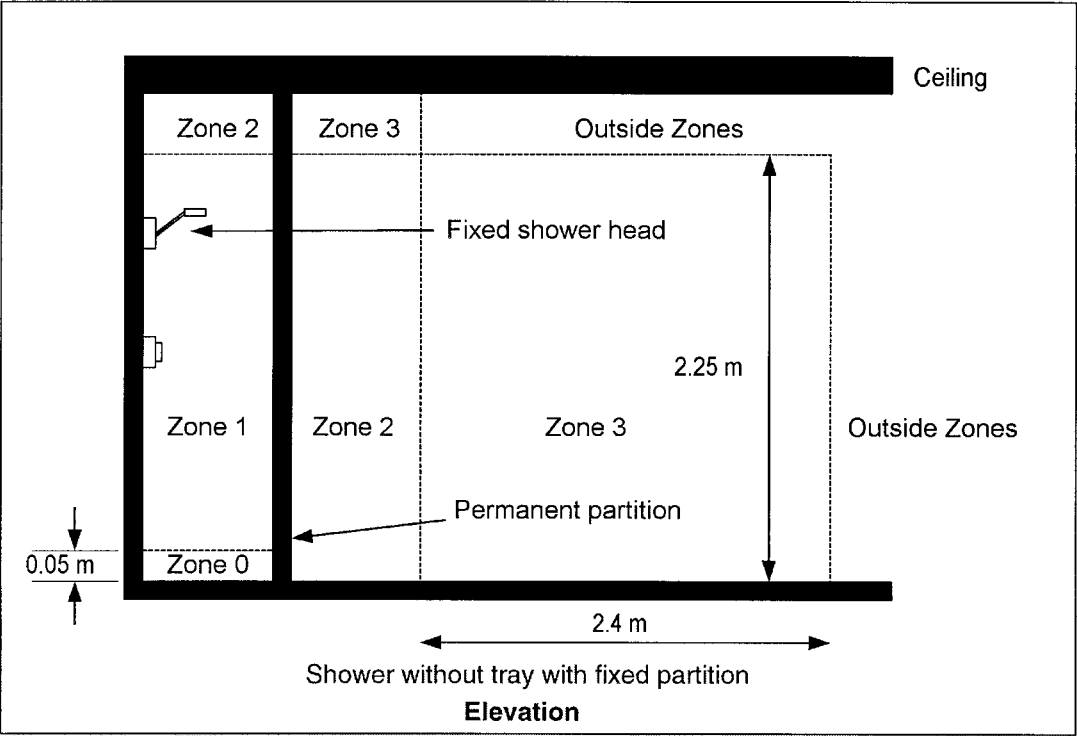 Ceiling
Zone 2
Zone 3
Outside Zones
Fixed shower head
2.25 m
Zone 1
Zone 2
Zone 3
Outside Zones
Permanent partition
0.05 m
Zone 0
2.4 m
Shower without tray with fixed partition
Elevation